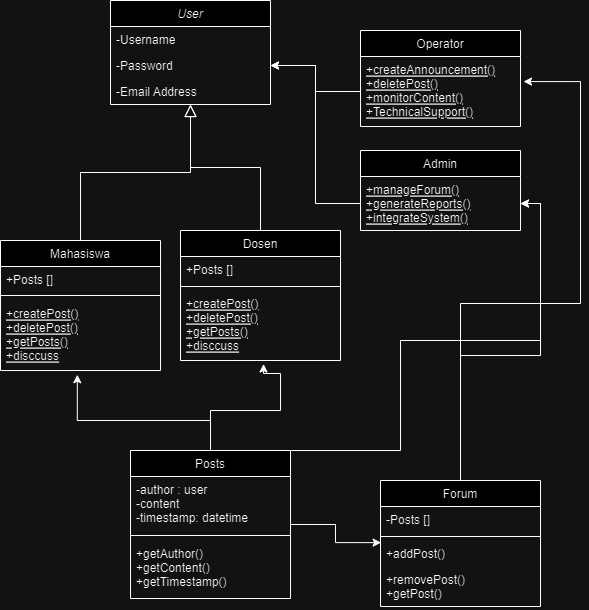 User
-Username
-Password
-Email Address
Operator
+createAnnouncement()
+deletePost()
+monitorContent()
+TechnicalSupport()
Admin
+manageForum()
+generateReports()
+integrateSystem()
Mahasiswa
+Posts []
+createPost()
+deletePost()
+getPosts()
+disccuss
Dosen
+Posts []
+createPost()
+deletePost()
+getPosts()
+disccuss
Posts
-author : user
-content
-timestamp: datetime
+getAuthor()
+getContent()
+getTimestamp()
Forum
-Posts []
+addPost()
+removePost()
+getPost()